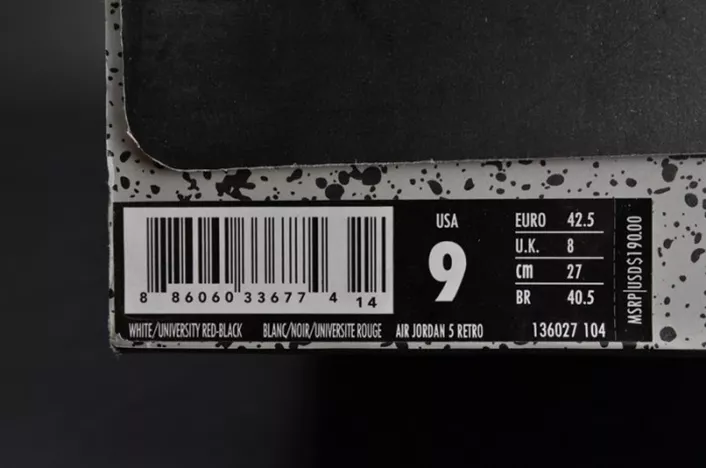 USA
9
EURO 42.5
U.K. 8
cm 27
BR 40.5
MSRP|USD$190.00
8 86060 33677 4 14
WHITE/UNIVERSITY RED-BLACK BLANC/NOIR/UNIVERSITE ROUGE AIR JORDAN 5 RETRO 136027 104